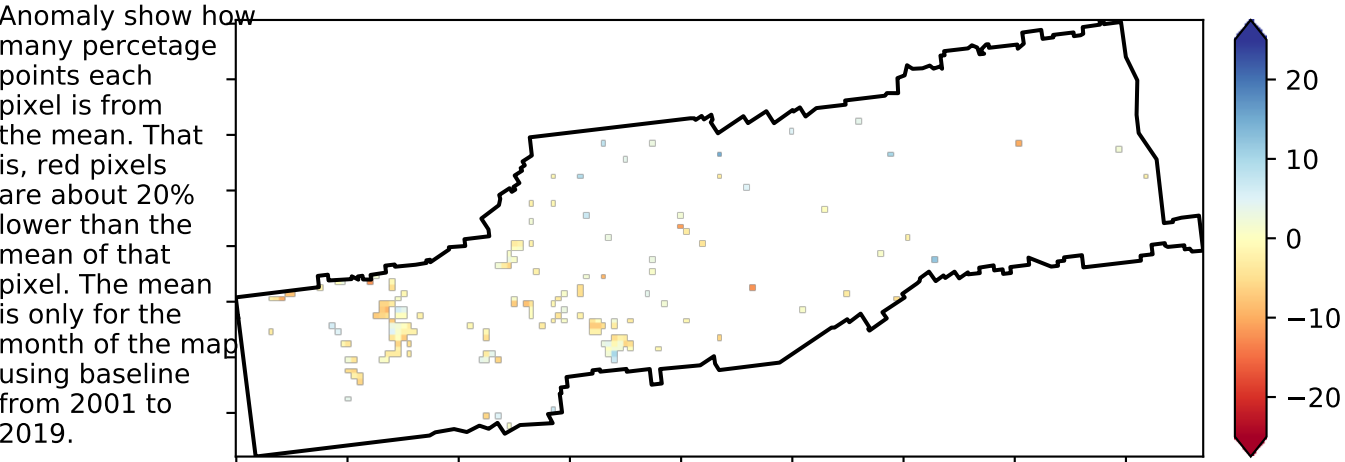 Anomaly show how
many percetage
points each
pixel is from
the mean. That
is, red pixels
are about 20%
lower than the
mean of that
pixel. The mean
is only for the
month of the map
using baseline
from 2001 to
2019.
20
10
0
−10
−20